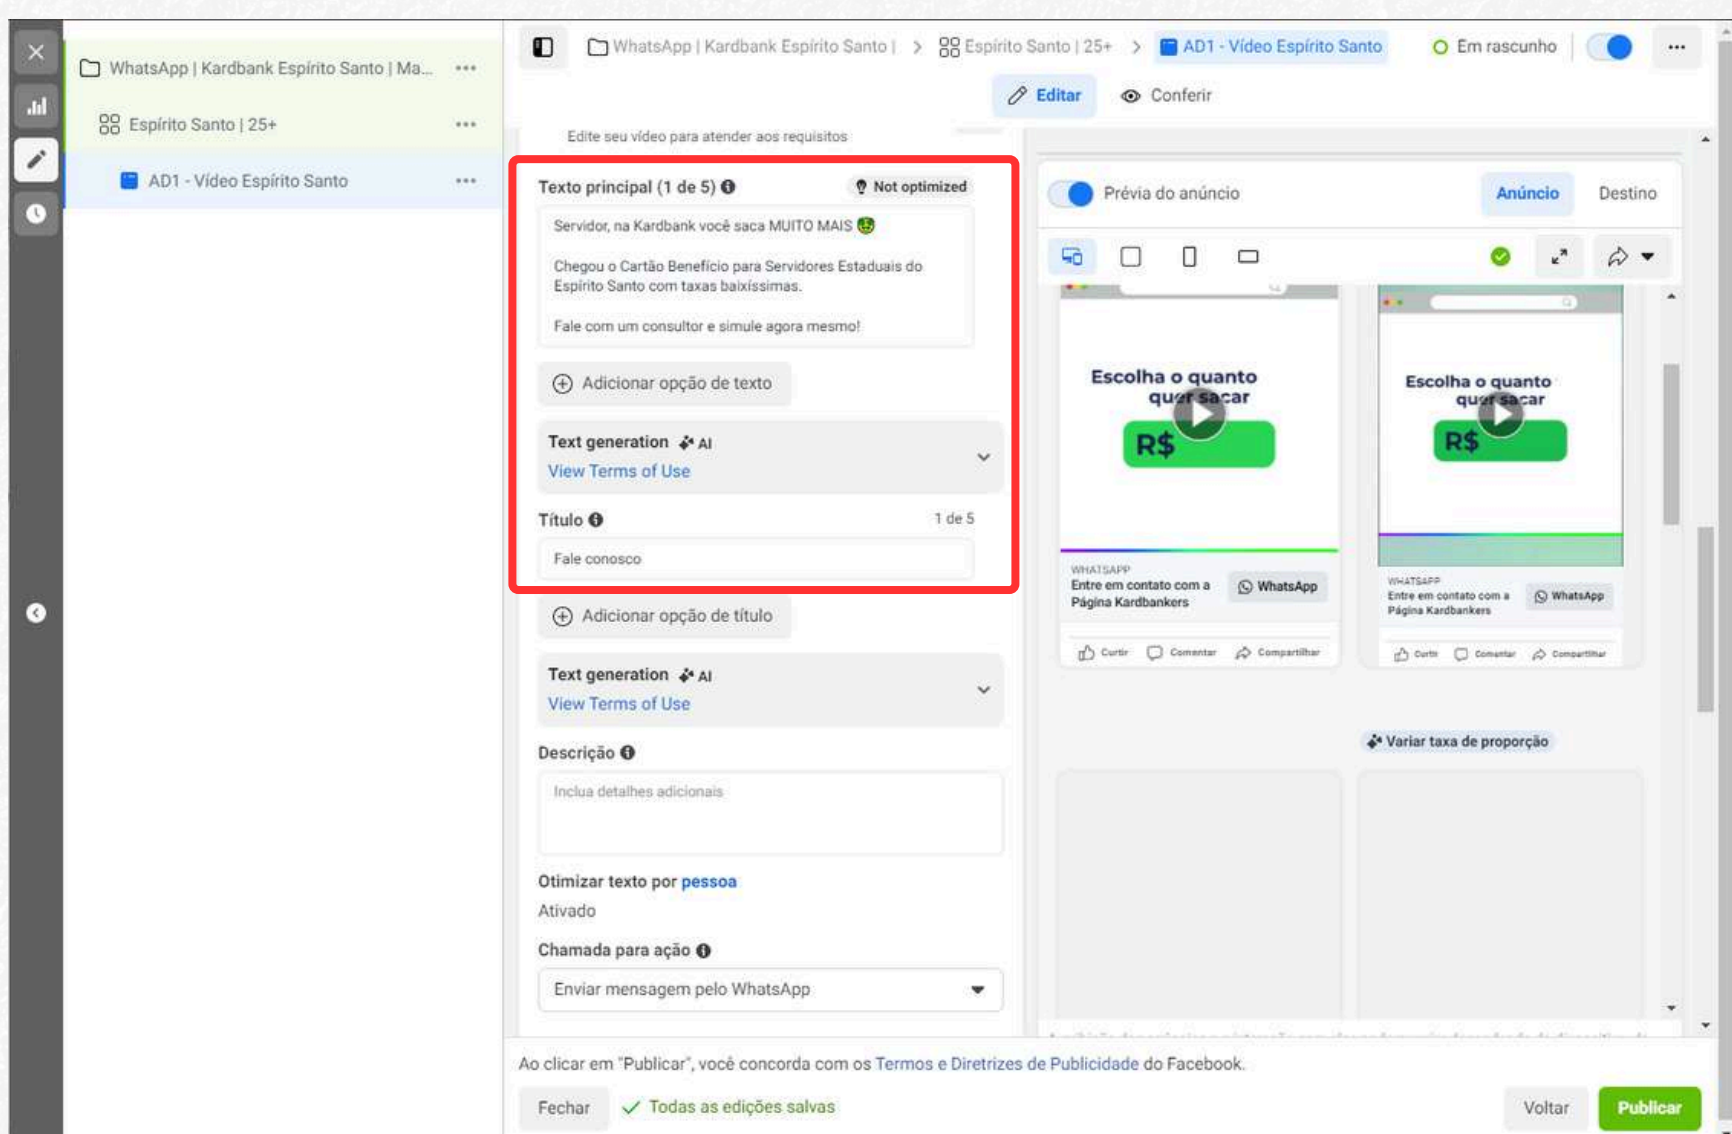 WhatsApp | Kardbank Espírito Santo | Ma...
Espírito Santo | 25+
AD1 - Vídeo Espírito Santo
WhatsApp | Kardbank Espírito Santo |
Espírito Santo | 25+
AD1 - Vídeo Espírito Santo
Em rascunho
Editar
Conferir
Edite seu vídeo para atender aos requisitos
Texto principal (1 de 5)
Not optimized
Servidor, na Kardbank você saca MUITO MAIS 🤑
Chegou o Cartão Benefício para Servidores Estaduais do
Espírito Santo com taxas baixíssimas.
Fale com um consultor e simule agora mesmo!
Adicionar opção de texto
Text generation AI
View Terms of Use
Título
1 de 5
Fale conosco
Adicionar opção de título
Text generation AI
View Terms of Use
Descrição
Inclua detalhes adicionais
Otimizar texto por pessoa
Ativado
Chamada para ação
Enviar mensagem pelo WhatsApp
Prévia do anúncio
Anúncio
Destino
Escolha o quanto
quer sacar
R$
WHATSAPP
Entre em contato com a
Página Kardbankers
WhatsApp
Curtir
Comentar
Compartilhar
Escolha o quanto
quer sacar
R$
WHATSAPP
Entre em contato com a
Página Kardbankers
WhatsApp
Curtir
Comentar
Compartilhar
Variar taxa de proporção
Ao clicar em "Publicar", você concorda com os Termos e Diretrizes de Publicidade do Facebook.
Fechar
Todas as edições salvas
Voltar
Publicar